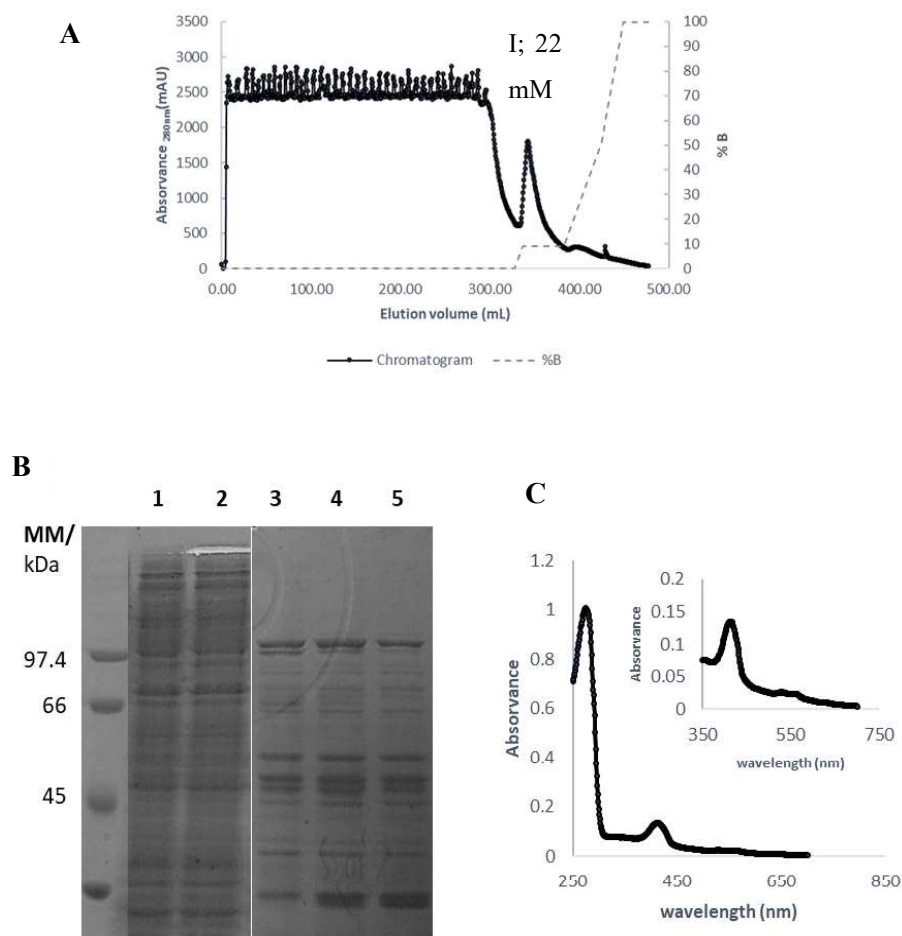 A
I; 22
mM
3500
3000
2500
2000
1500
1000
500
0
Absorvance 280nm(mAU)
100
90
80
70
60
50
40
30
20
10
0
% B
0.00 100.00 200.00 300.00 400.00 500.00
Elution volume (mL)
Chromatogram %B
B
1 2 3 4 5
MM/
kDa
97.4
66
45
C
1.2
1
0.8
0.6
0.4
0.2
0
Absorvance
250 450 650 850
wavelength (nm)
0.2
0.15
0.1
0.05
0
Absorvance
350 550 750
wavelength (nm)